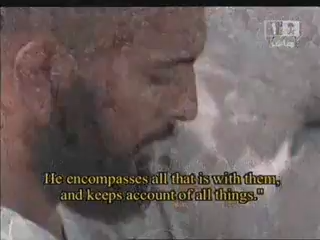 He encompasses all that is with them,
and keeps account of all things."